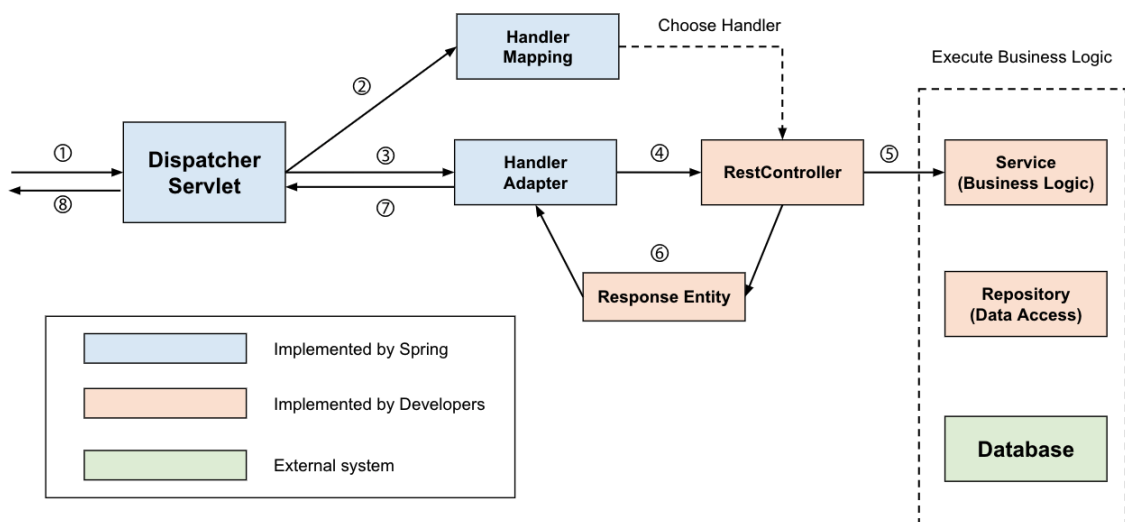 Choose Handler
Handler
Mapping
Execute Business Logic
②
①
Dispatcher
Servlet
③
Handler
Adapter
④
RestController
⑤
Service
(Business Logic)
⑧
⑦
⑥
Response Entity
Repository
(Data Access)
Implemented by Spring
Implemented by Developers
Database
External system